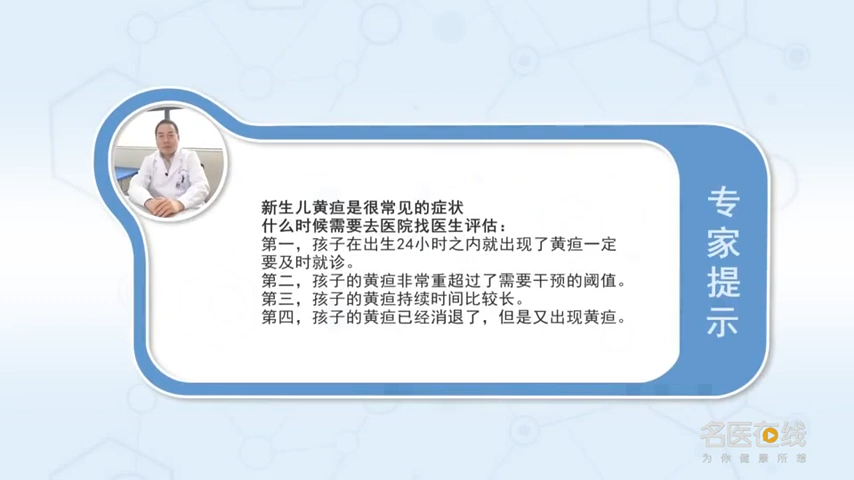 新生儿黄疸是很常见的症状
什么时候需要去医院找医生评估：
第一，孩子在出生24小时之内就出现了黄疸一定
要及时就诊。
第二，孩子的黄疸非常重超过了需要干预的阈值。
第三，孩子的黄疸持续时间比较长。
第四，孩子的黄疸已经消退了，但是又出现黄疸。
专家提示
名医在线
为你健康所想